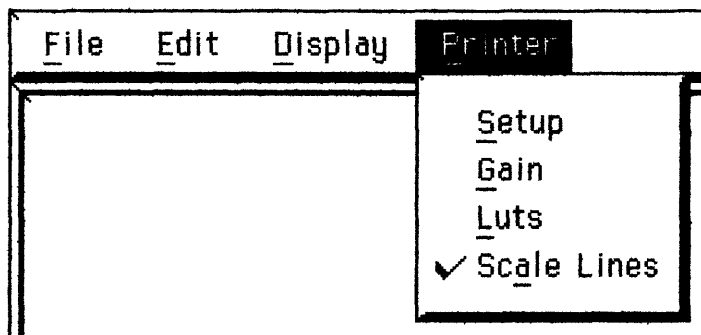 File Edit Display Printer
Setup
Gain
Luts
Scale Lines